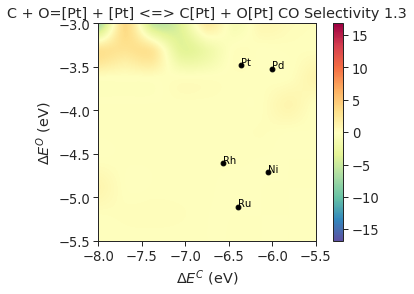 C + O=[Pt] + [Pt] <=> C[Pt] + O[Pt] CO Selectivity 1.3
−3.0
−3.5
−4.0
−4.5
−5.0
−5.5
ΔE^O (eV)
Pt
Pd
Rh
Ni
Ru
−8.0 −7.5 −7.0 −6.5 −6.0 −5.5
ΔE^C (eV)
15
10
5
0
−5
−10
−15